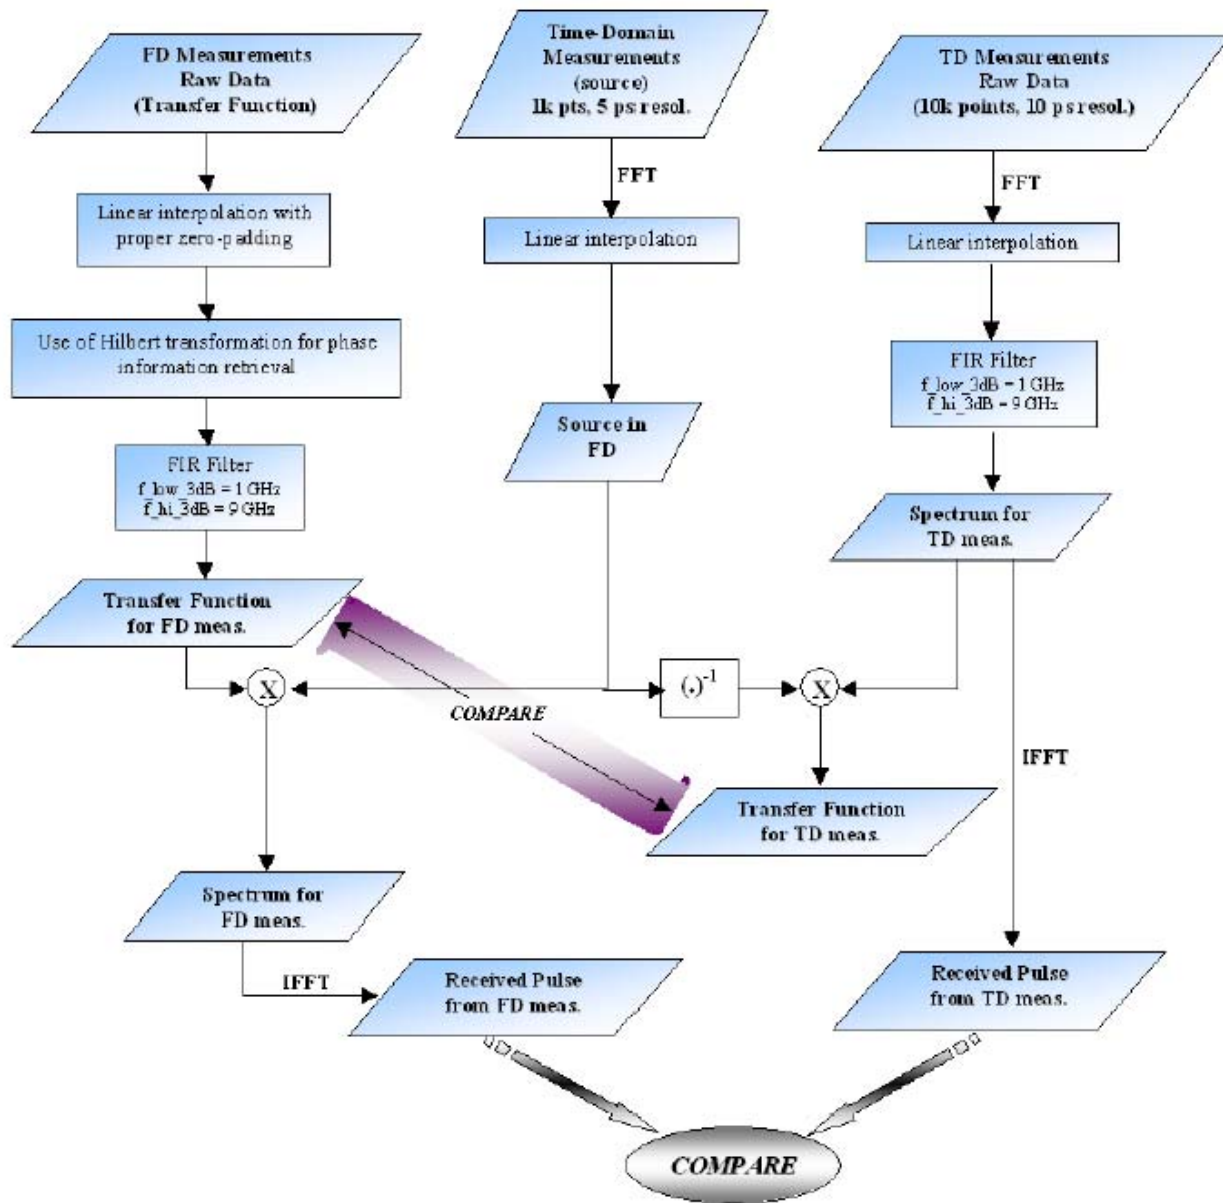 FD Measurements
Raw Data
(Transfer Function)
Time-Domain
Measurements
(source)
1k pts, 5 ps resol.
TD Measurements
Raw Data
(10k points, 10 ps resol.)
FFT
FFT
Linear interpolation with
proper zero-padding
Linear interpolation
Linear interpolation
Use of Hilbert transformation for phase
information retrieval
FIR Filter
f_low_3dB = 1 GHz
f_hi_3dB = 9 GHz
Source in
FD
FIR Filter
f_low_3dB = 1 GHz
f_hi_3dB = 9 GHz
Spectrum for
TD meas.
Transfer Function
for FD meas.
X
(.)-1
X
COMPARE
IFFT
Transfer Function
for TD meas.
Spectrum for
FD meas.
IFFT
Received Pulse
from FD meas.
Received Pulse
from TD meas.
COMPARE